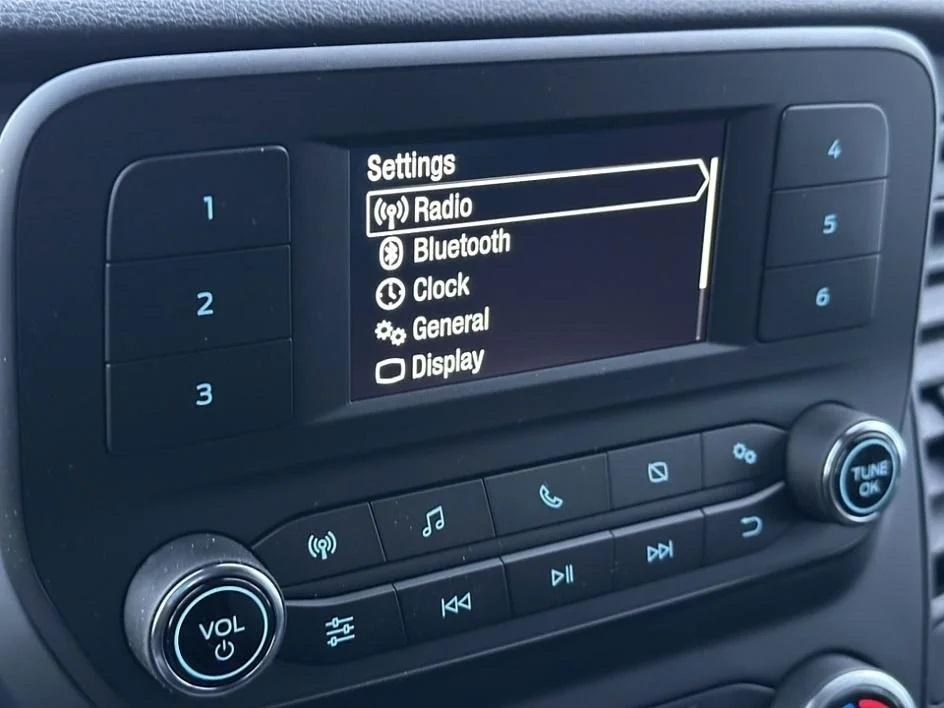 Settings
Radio
Bluetooth
Clock
General
Display
1
2
3
4
5
6
VOL
TUNE
OK